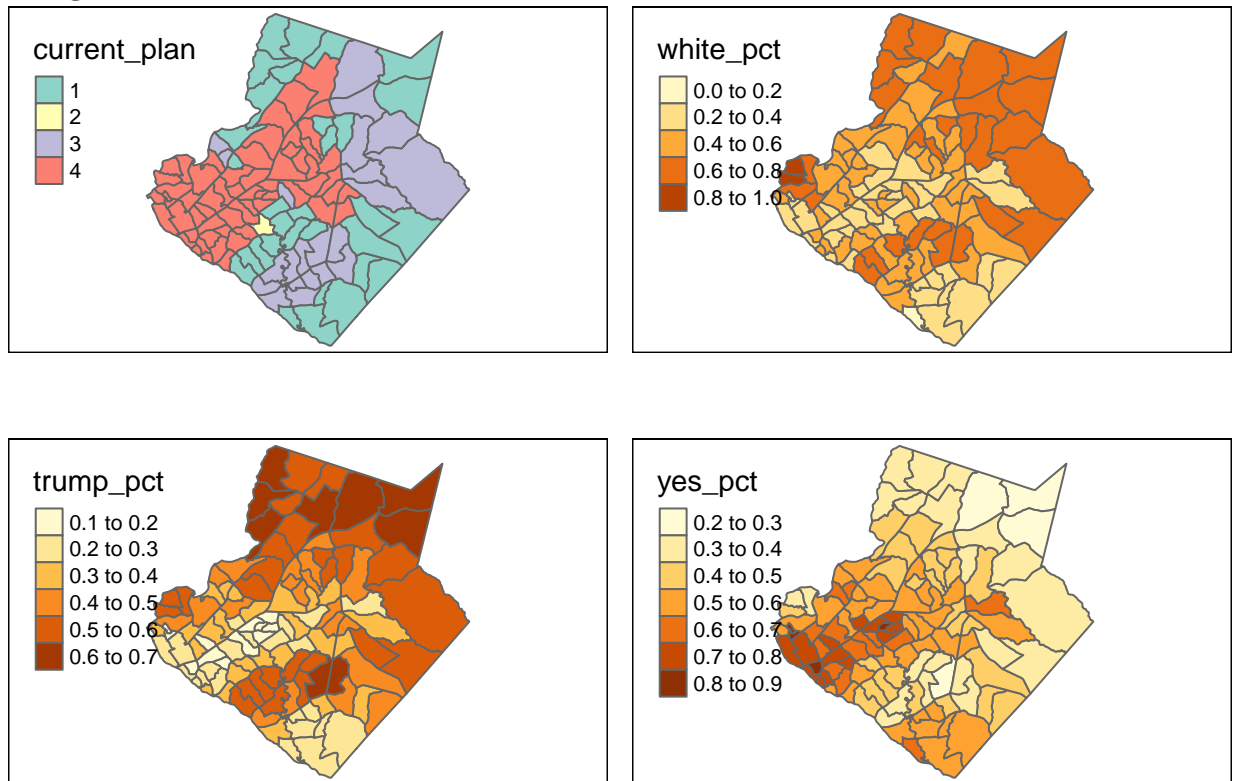 current_plan
1
2
3
4
white_pct
0.0 to 0.2
0.2 to 0.4
0.4 to 0.6
0.6 to 0.8
0.8 to 1.0
trump_pct
0.1 to 0.2
0.2 to 0.3
0.3 to 0.4
0.4 to 0.5
0.5 to 0.6
0.6 to 0.7
yes_pct
0.2 to 0.3
0.3 to 0.4
0.4 to 0.5
0.5 to 0.6
0.6 to 0.7
0.7 to 0.8
0.8 to 0.9